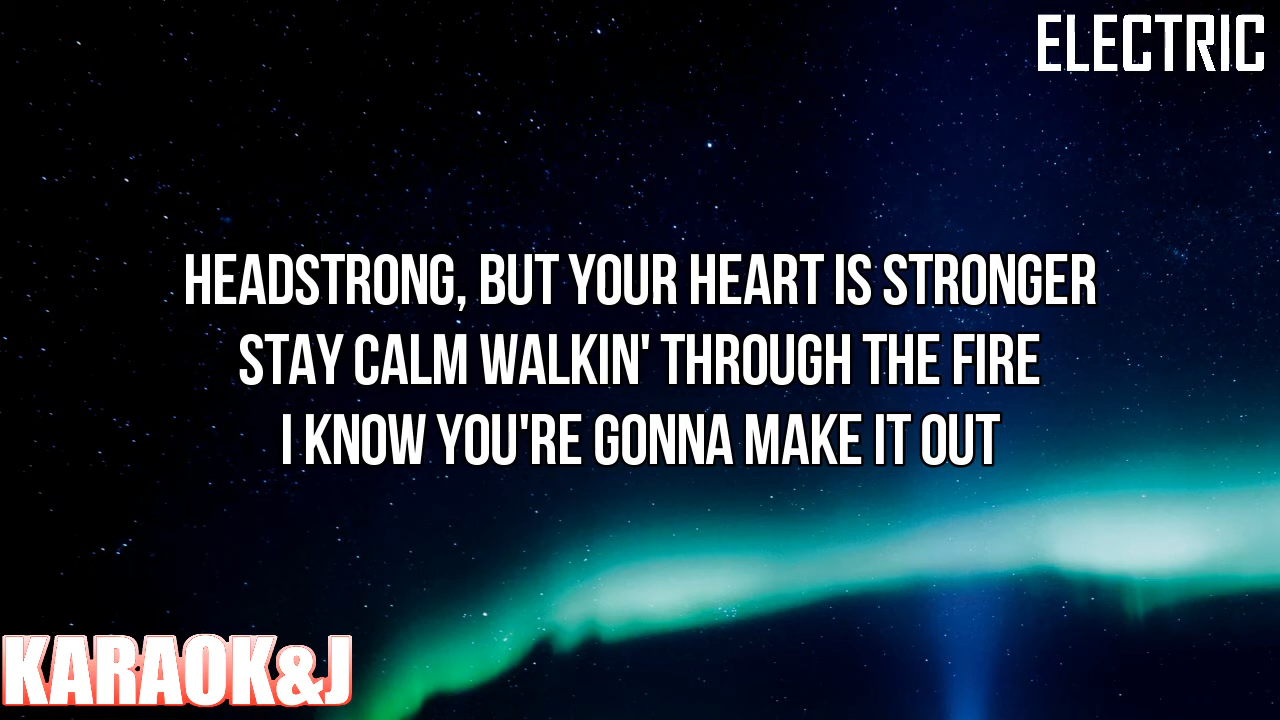 ELECTRIC
HEADSTRONG, BUT YOUR HEART IS STRONGER
STAY CALM WALKIN' THROUGH THE FIRE
I KNOW YOU'RE GONNA MAKE IT OUT
KARAOK&J